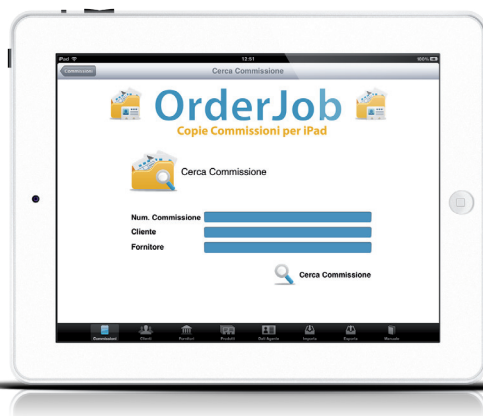 iPad 12:51 100%
Commissioni Cerca Commissione
OrderJob
Copie Commissioni per iPad
Cerca Commissione
Num. Commissione
Cliente
Fornitore
Cerca Commissione
Commissioni Clienti Fornitori Prodotti Dati Agente Importa Esporta Manuale